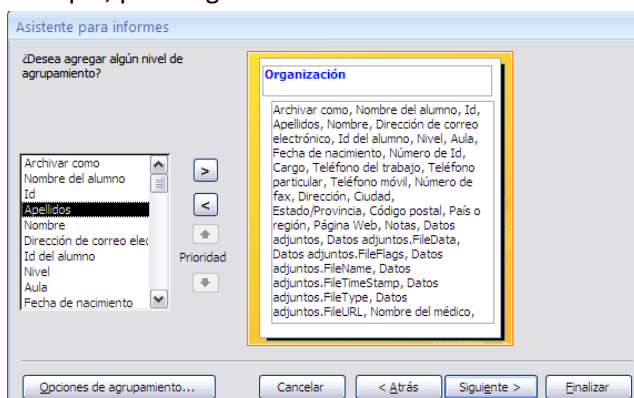 Asistente para informes
¿Desea agregar algún nivel de
agrupamiento?
Archivar como
Nombre del alumno
Id
Apellidos
Nombre
Dirección de correo elec
Id del alumno
Nivel
Aula
Fecha de nacimiento
>
<
Prioridad
Organización
Archivar como, Nombre del alumno, Id,
Apellidos, Nombre, Dirección de correo
electrónico, Id del alumno, Nivel, Aula,
Fecha de nacimiento, Número de Id,
Cargo, Teléfono del trabajo, Teléfono
particular, Teléfono móvil, Número de
fax, Dirección, Ciudad,
Estado/Provincia, Código postal, País o
región, Página Web, Notas, Datos
adjuntos, Datos adjuntos.FileData,
Datos adjuntos.FileFlags, Datos
adjuntos.FileName, Datos
adjuntos.FileTimeStamp, Datos
adjuntos.FileType, Datos
adjuntos.FileURL, Nombre del médico,
Opciones de agrupamiento...
Cancelar
< Atrás
Siguiente >
Finalizar